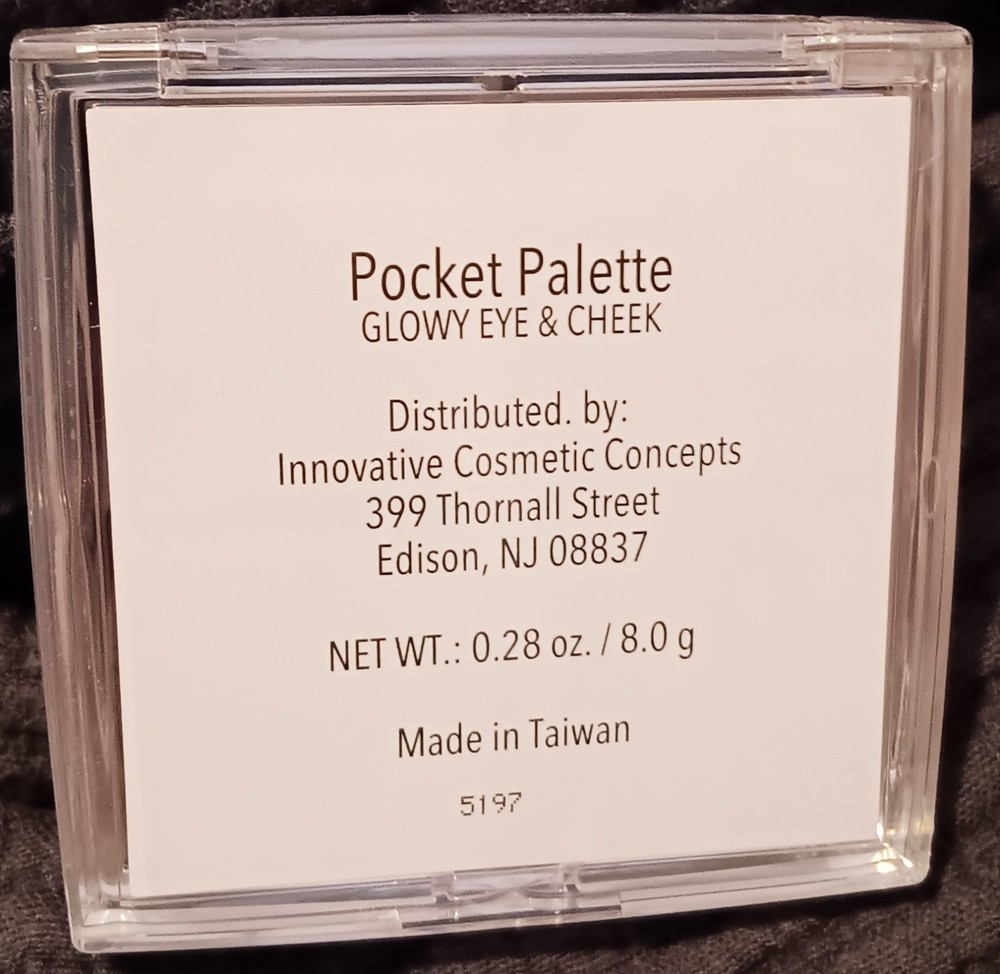 Pocket Palette
GLOWY EYE & CHEEK
Distributed. by:
Innovative Cosmetic Concepts
399 Thornall Street
Edison, NJ 08837
NET WT.: 0.28 oz. / 8.0 g
Made in Taiwan
5197